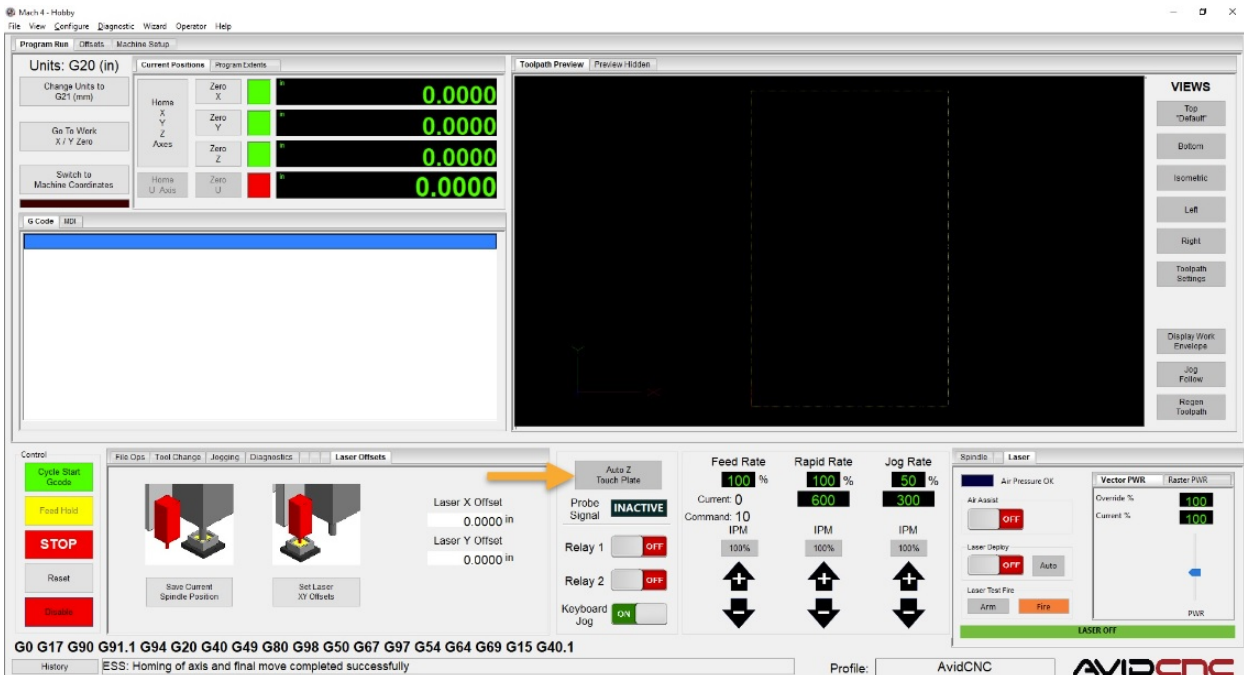 Mach 4 - Hobby
File View Configure Diagnostic Wizard Operator Help
Program Run Offsets Machine Setup
Units: G20 (in)
Change Units to
G21 (mm)
Go To Work
X / Y Zero
Switch to
Machine Coordinates
Current Positions Program Extents
Home
X
Y
Z
Axes
Zero
X
in
0.0000
Zero
Y
in
0.0000
Zero
Z
in
0.0000
Home
U Axis
Zero
U
in
0.0000
G Code MDI
Toolpath Preview Preview Hidden
Y
X
VIEWS
Top
"Default"
Bottom
Isometric
Left
Right
Toolpath
Settings
Display Work
Envelope
Jog
Follow
Regen
Toolpath
Control
Cycle Start
Gcode
Feed Hold
STOP
Reset
Disable
File Ops Tool Change Jogging Diagnostics Laser Offsets
Save Current
Spindle Position
Set Laser
XY Offsets
Laser X Offset
0.0000 in
Laser Y Offset
0.0000 in
Auto Z
Touch Plate
Probe
Signal
INACTIVE
Relay 1 OFF
Relay 2 OFF
Keyboard
Jog
ON
Feed Rate
100 %
Current: 0
Command: 10
IPM
100%
Rapid Rate
100 %
600
IPM
100%
Jog Rate
50 %
300
IPM
100%
Spindle Laser
Air Pressure OK
Air Assist
OFF
Laser Deploy
OFF Auto
Laser Test Fire
Arm Fire
Vector PWR Raster PWR
Override % 100
Current % 100
PWR
LASER OFF
G0 G17 G90 G91.1 G94 G20 G40 G49 G80 G98 G50 G67 G97 G54 G64 G69 G15 G40.1
History ESS: Homing of axis and final move completed successfully
Profile: AvidCNC
AVIDCNC